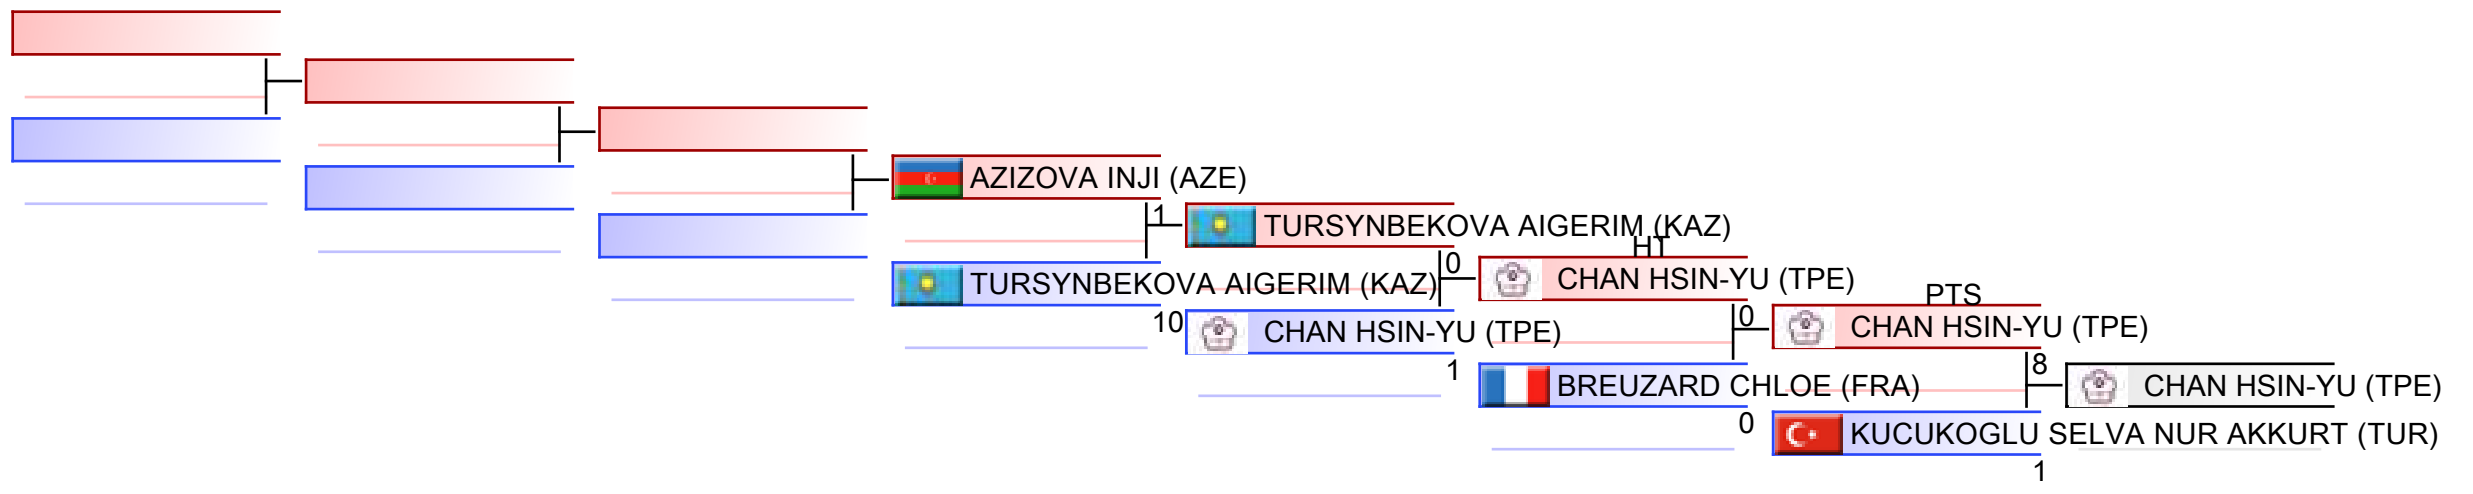 AZIZOVA INJI (AZE)
1
TURSYNBEKOVA AIGERIM (KAZ)
HT
0
CHAN HSIN-YU (TPE)
TURSYNBEKOVA AIGERIM (KAZ)
PTS
10
CHAN HSIN-YU (TPE)
0
CHAN HSIN-YU (TPE)
1
8
BREUZARD CHLOE (FRA)
CHAN HSIN-YU (TPE)
0
KUCUKOGLU SELVA NUR AKKURT (TUR)
1